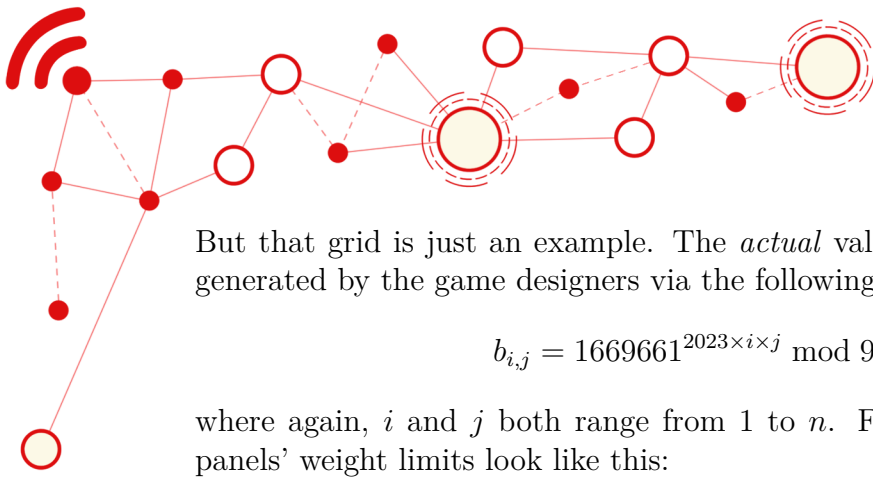 But that grid is just an example. The actual
generated by the game designers via the following
b_{i,j} = 1669661^{2023×i×j} mod 9
where again, i and j both range from 1 to n.
panels' weight limits look like this: